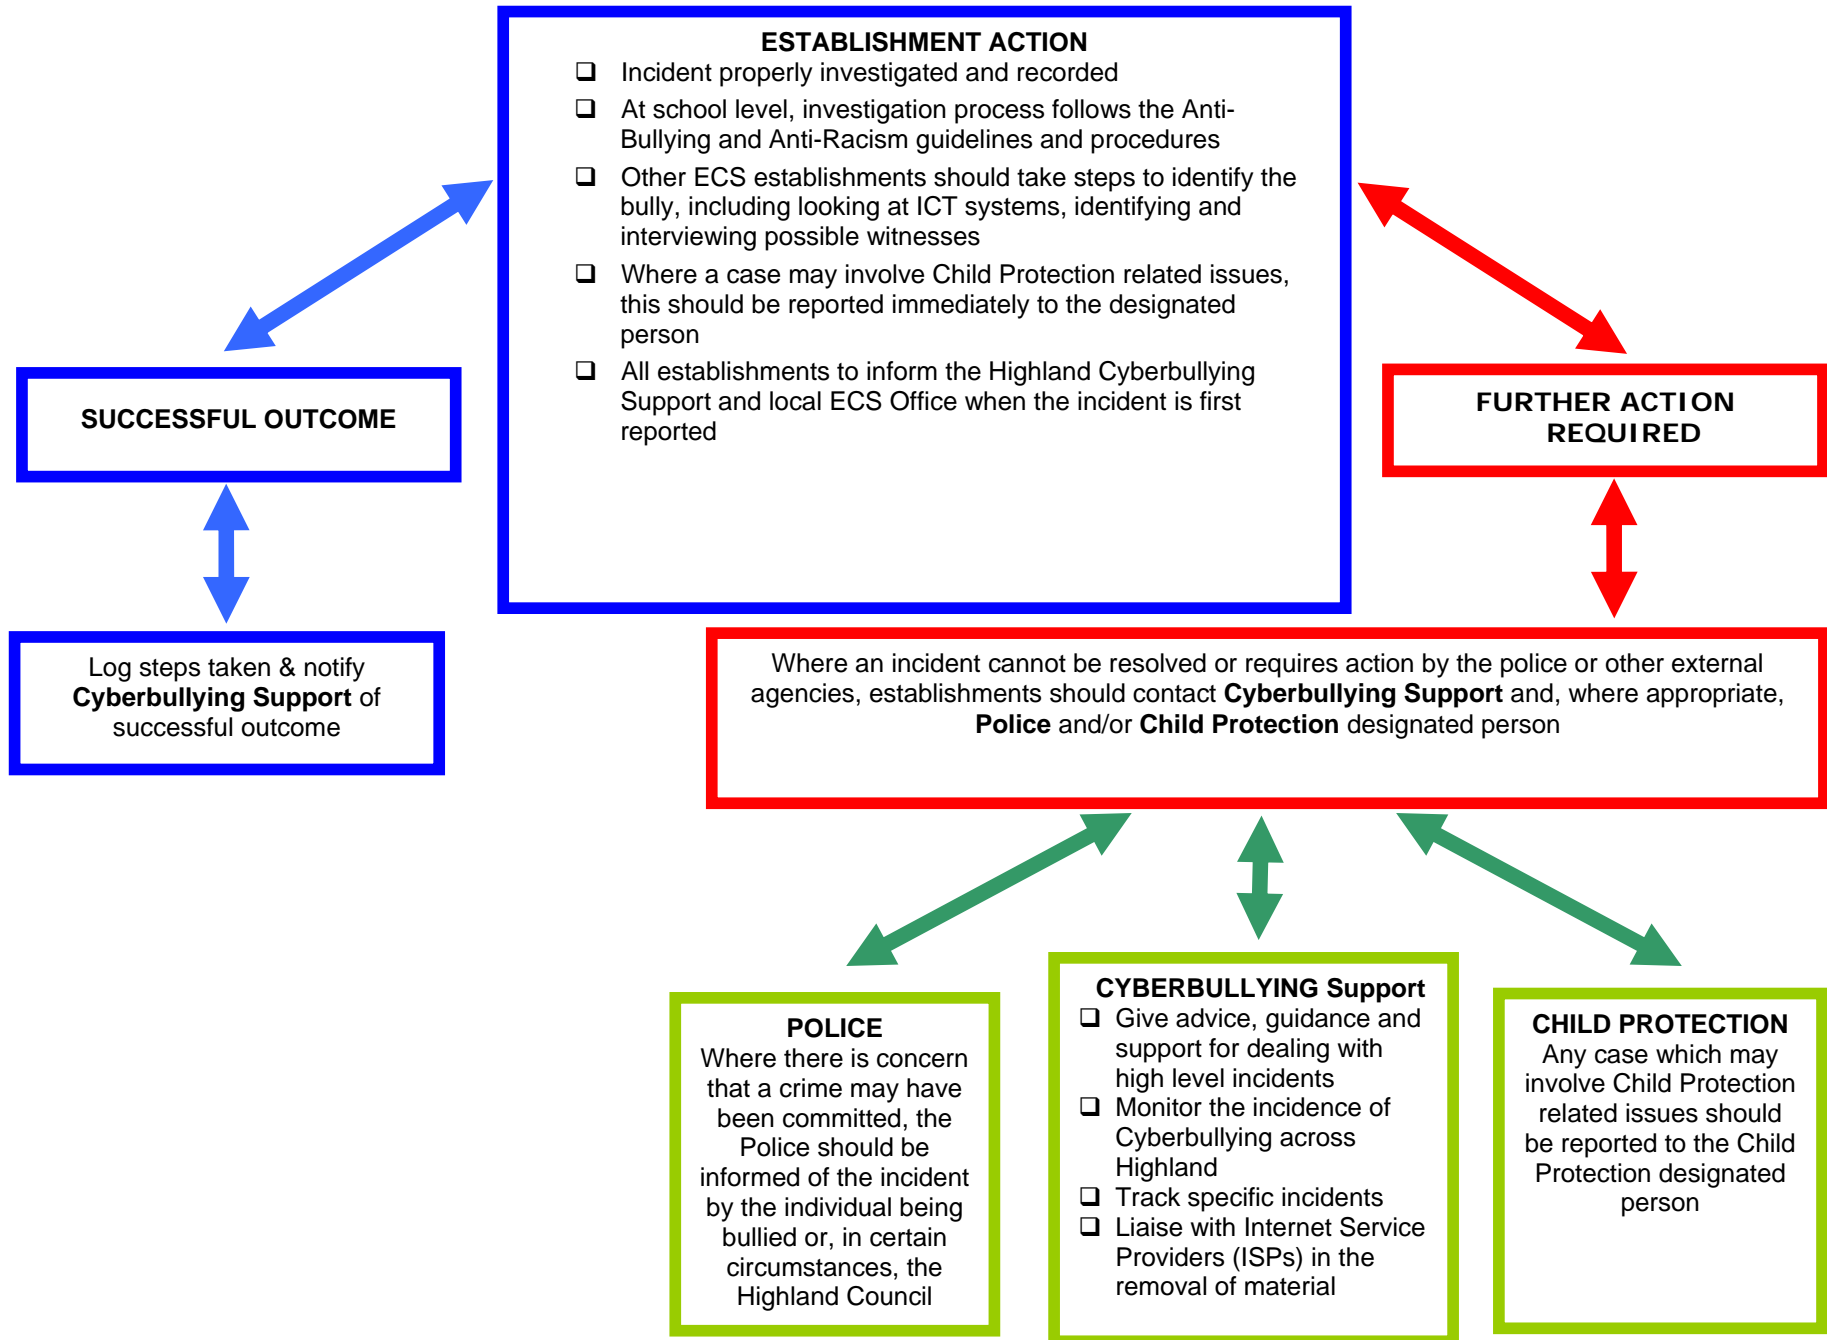 ESTABLISHMENT ACTION
❑ Incident properly investigated and recorded
❑ At school level, investigation process follows the Anti-
Bullying and Anti-Racism guidelines and procedures
❑ Other ECS establishments should take steps to identify the
bully, including looking at ICT systems, identifying and
interviewing possible witnesses
❑ Where a case may involve Child Protection related issues,
this should be reported immediately to the designated
person
❑ All establishments to inform the Highland Cyberbullying
Support and local ECS Office when the incident is first
reported
SUCCESSFUL OUTCOME
FURTHER ACTION
REQUIRED
Log steps taken & notify
Cyberbullying Support of
successful outcome
Where an incident cannot be resolved or requires action by the police or other external
agencies, establishments should contact Cyberbullying Support and, where appropriate,
Police and/or Child Protection designated person
POLICE
Where there is concern
that a crime may have
been committed, the
Police should be
informed of the incident
by the individual being
bullied or, in certain
circumstances, the
Highland Council
CYBERBULLYING Support
❑ Give advice, guidance and
support for dealing with
high level incidents
❑ Monitor the incidence of
Cyberbullying across
Highland
❑ Track specific incidents
❑ Liaise with Internet Service
Providers (ISPs) in the
removal of material
CHILD PROTECTION
Any case which may
involve Child Protection
related issues should
be reported to the Child
Protection designated
person